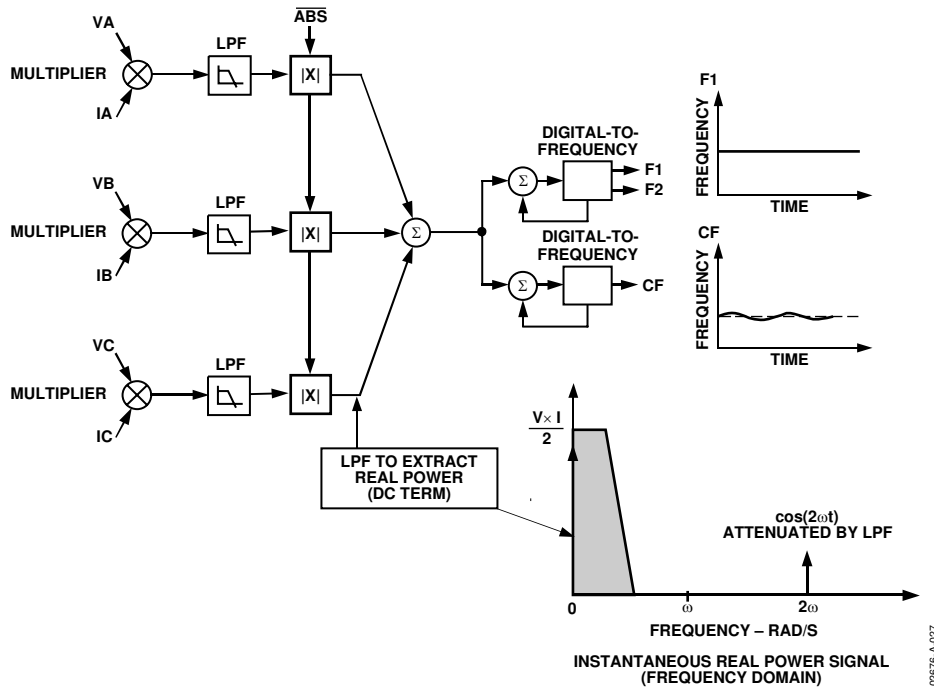 VA
ABS
LPF
MULTIPLIER
|X|
IA
VB
LPF
MULTIPLIER
|X|
IB
VC
LPF
MULTIPLIER
|X|
IC
Σ
DIGITAL-TO-
FREQUENCY
Σ
F1
F2
DIGITAL-TO-
FREQUENCY
Σ
CF
F1
FREQUENCY
TIME
CF
FREQUENCY
TIME
LPF TO EXTRACT
REAL POWER
(DC TERM)
V× I
2
cos(2ωt)
ATTENUATED BY LPF
0
ω
2ω
FREQUENCY – RAD/S
INSTANTANEOUS REAL POWER SIGNAL
(FREQUENCY DOMAIN)
02676-A-027